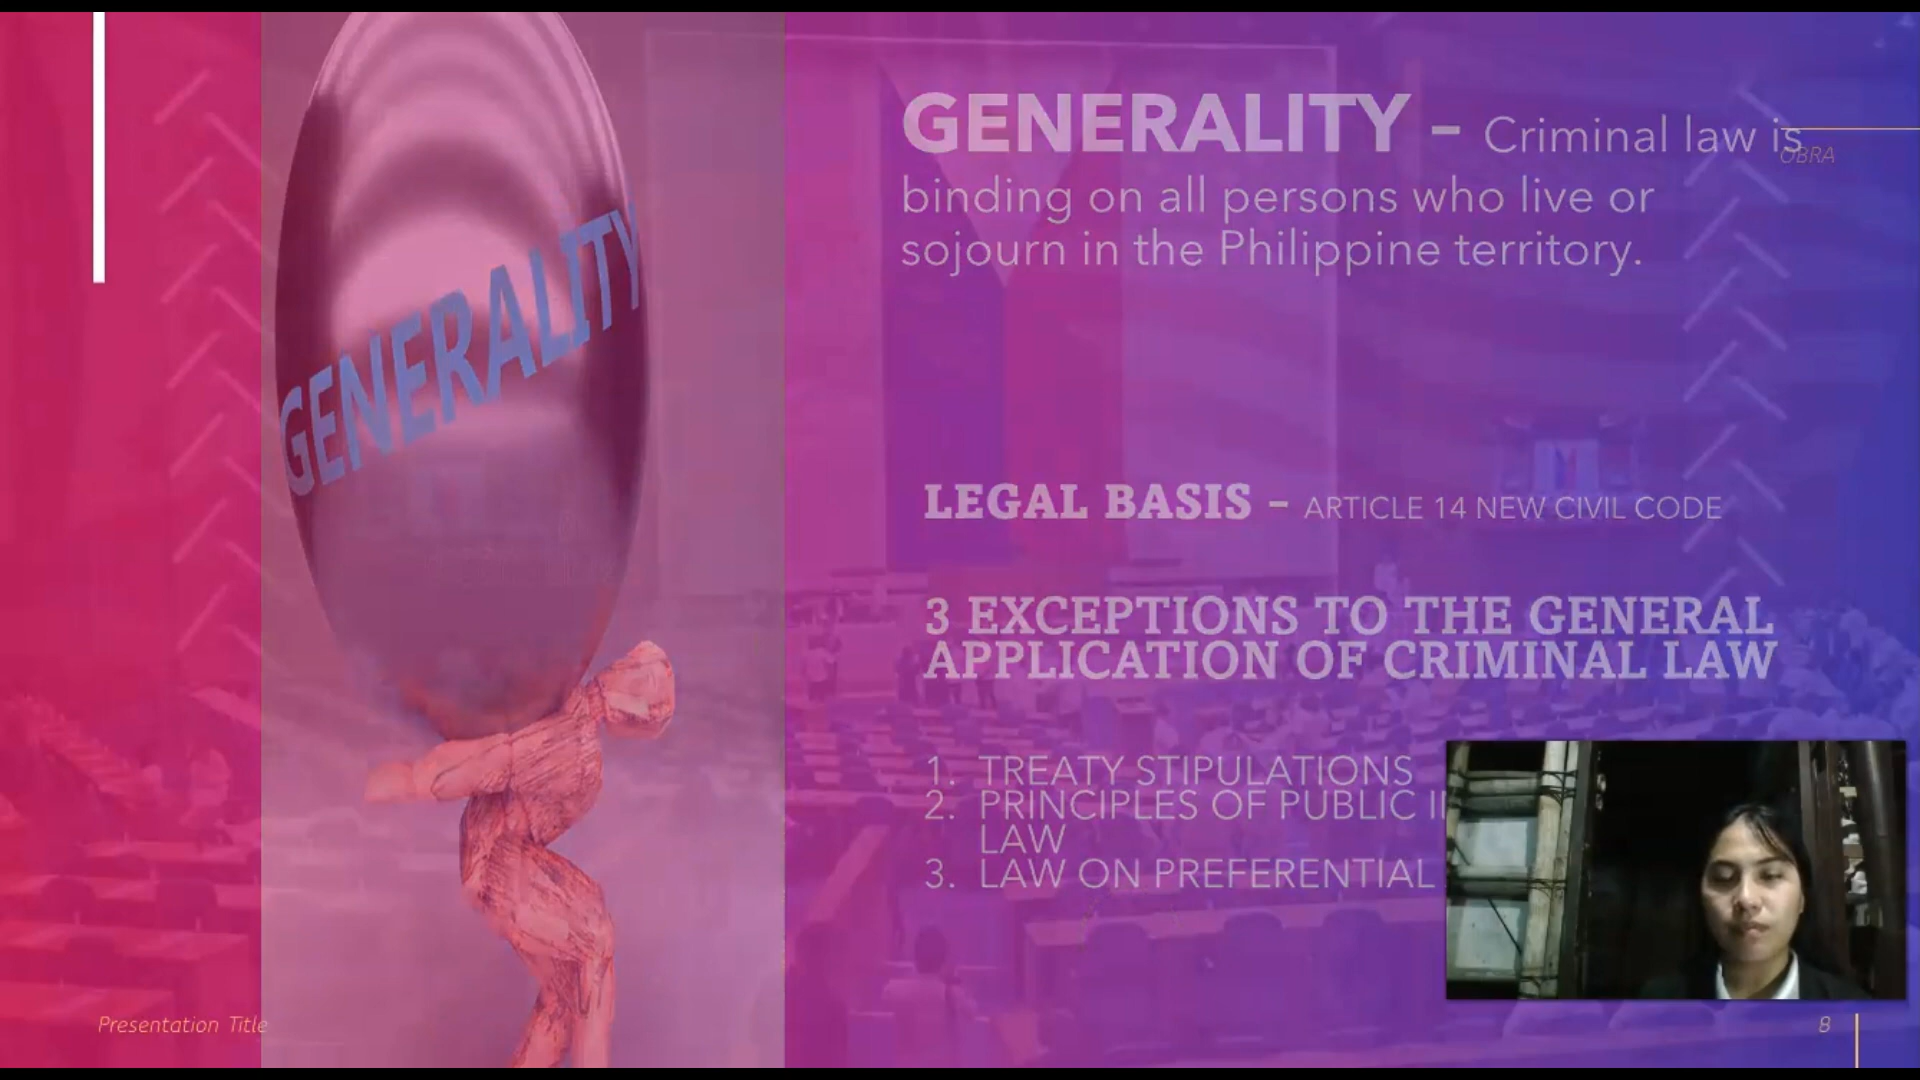 GENERALITY
GENERALITY – Criminal law is
OBRA
binding on all persons who live or
sojourn in the Philippine territory.
LEGAL BASIS – ARTICLE 14 NEW CIVIL CODE
3 EXCEPTIONS TO THE GENERAL
APPLICATION OF CRIMINAL LAW
1. TREATY STIPULATIONS
2. PRINCIPLES OF PUBLIC
LAW
3. LAW ON PREFERENTIAL
Presentation Title
8